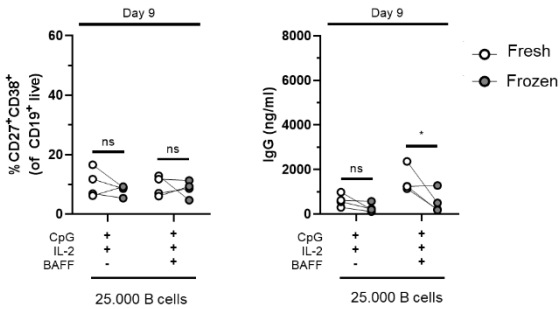 Day 9
% CD27+CD38+
(of CD19+ live)
60
40
20
0
ns
ns
CpG + +
IL-2 + +
BAFF - +
25.000 B cells
Day 9
IgG (ng/ml)
8000
6000
4000
2000
0
ns
*
CpG + +
IL-2 + +
BAFF - +
25.000 B cells
Fresh
Frozen